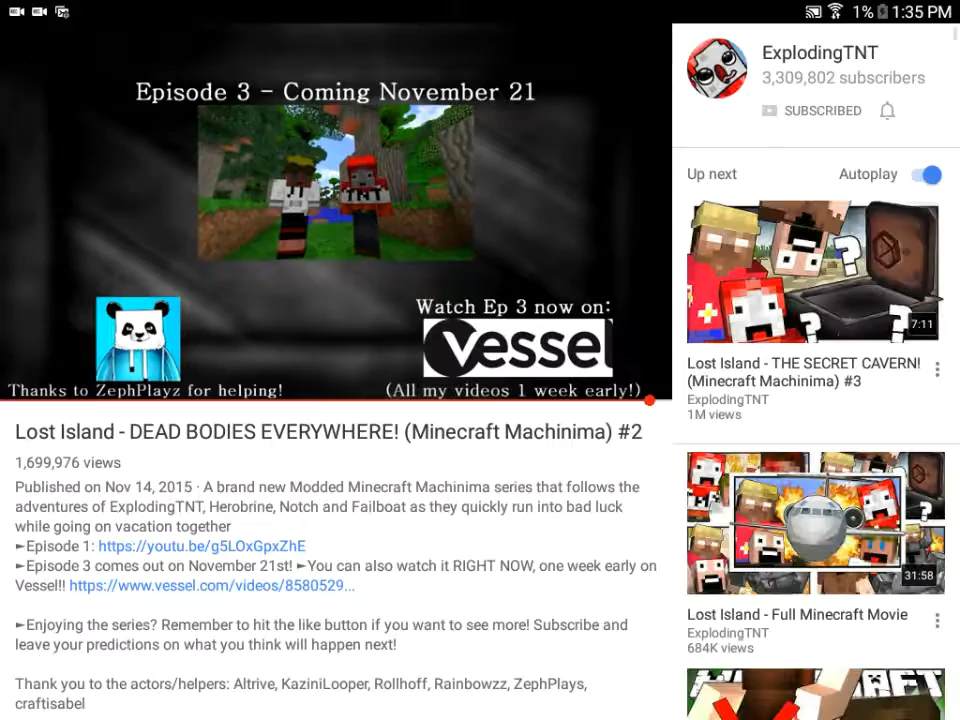 1% 1:35 PM
Episode 3 - Coming November 21
TNT
Watch Ep 3 now on:
Vessel
Thanks to ZephPlayz for helping!
(All my videos 1 week early!)
Lost Island - DEAD BODIES EVERYWHERE! (Minecraft Machinima) #2
1,699,976 views
Published on Nov 14, 2015 · A brand new Modded Minecraft Machinima series that follows the
adventures of ExplodingTNT, Herobrine, Notch and Failboat as they quickly run into bad luck
while going on vacation together
►Episode 1: https://youtu.be/g5LOxGpxZhE
►Episode 3 comes out on November 21st! ►You can also watch it RIGHT NOW, one week early on
Vessel!! https://www.vessel.com/videos/8580529...
►Enjoying the series? Remember to hit the like button if you want to see more! Subscribe and
leave your predictions on what you think will happen next!
Thank you to the actors/helpers: Altrive, KaziniLooper, Rollhoff, Rainbowzz, ZephPlays,
craftisabel
ExplodingTNT
3,309,802 subscribers
SUBSCRIBED
Up next
Autoplay
? ? ?
7:11
Lost Island - THE SECRET CAVERN!
(Minecraft Machinima) #3
ExplodingTNT
1M views
31:58
Lost Island - Full Minecraft Movie
ExplodingTNT
684K views